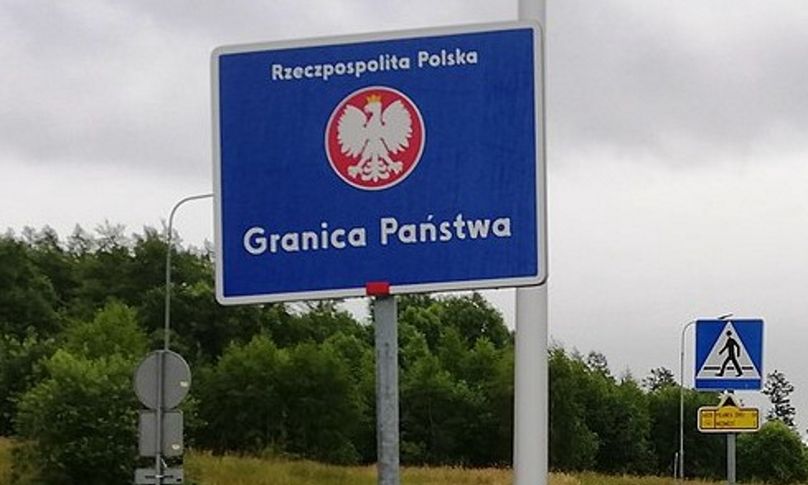 Rzeczpospolita Polska
Granica Państwa